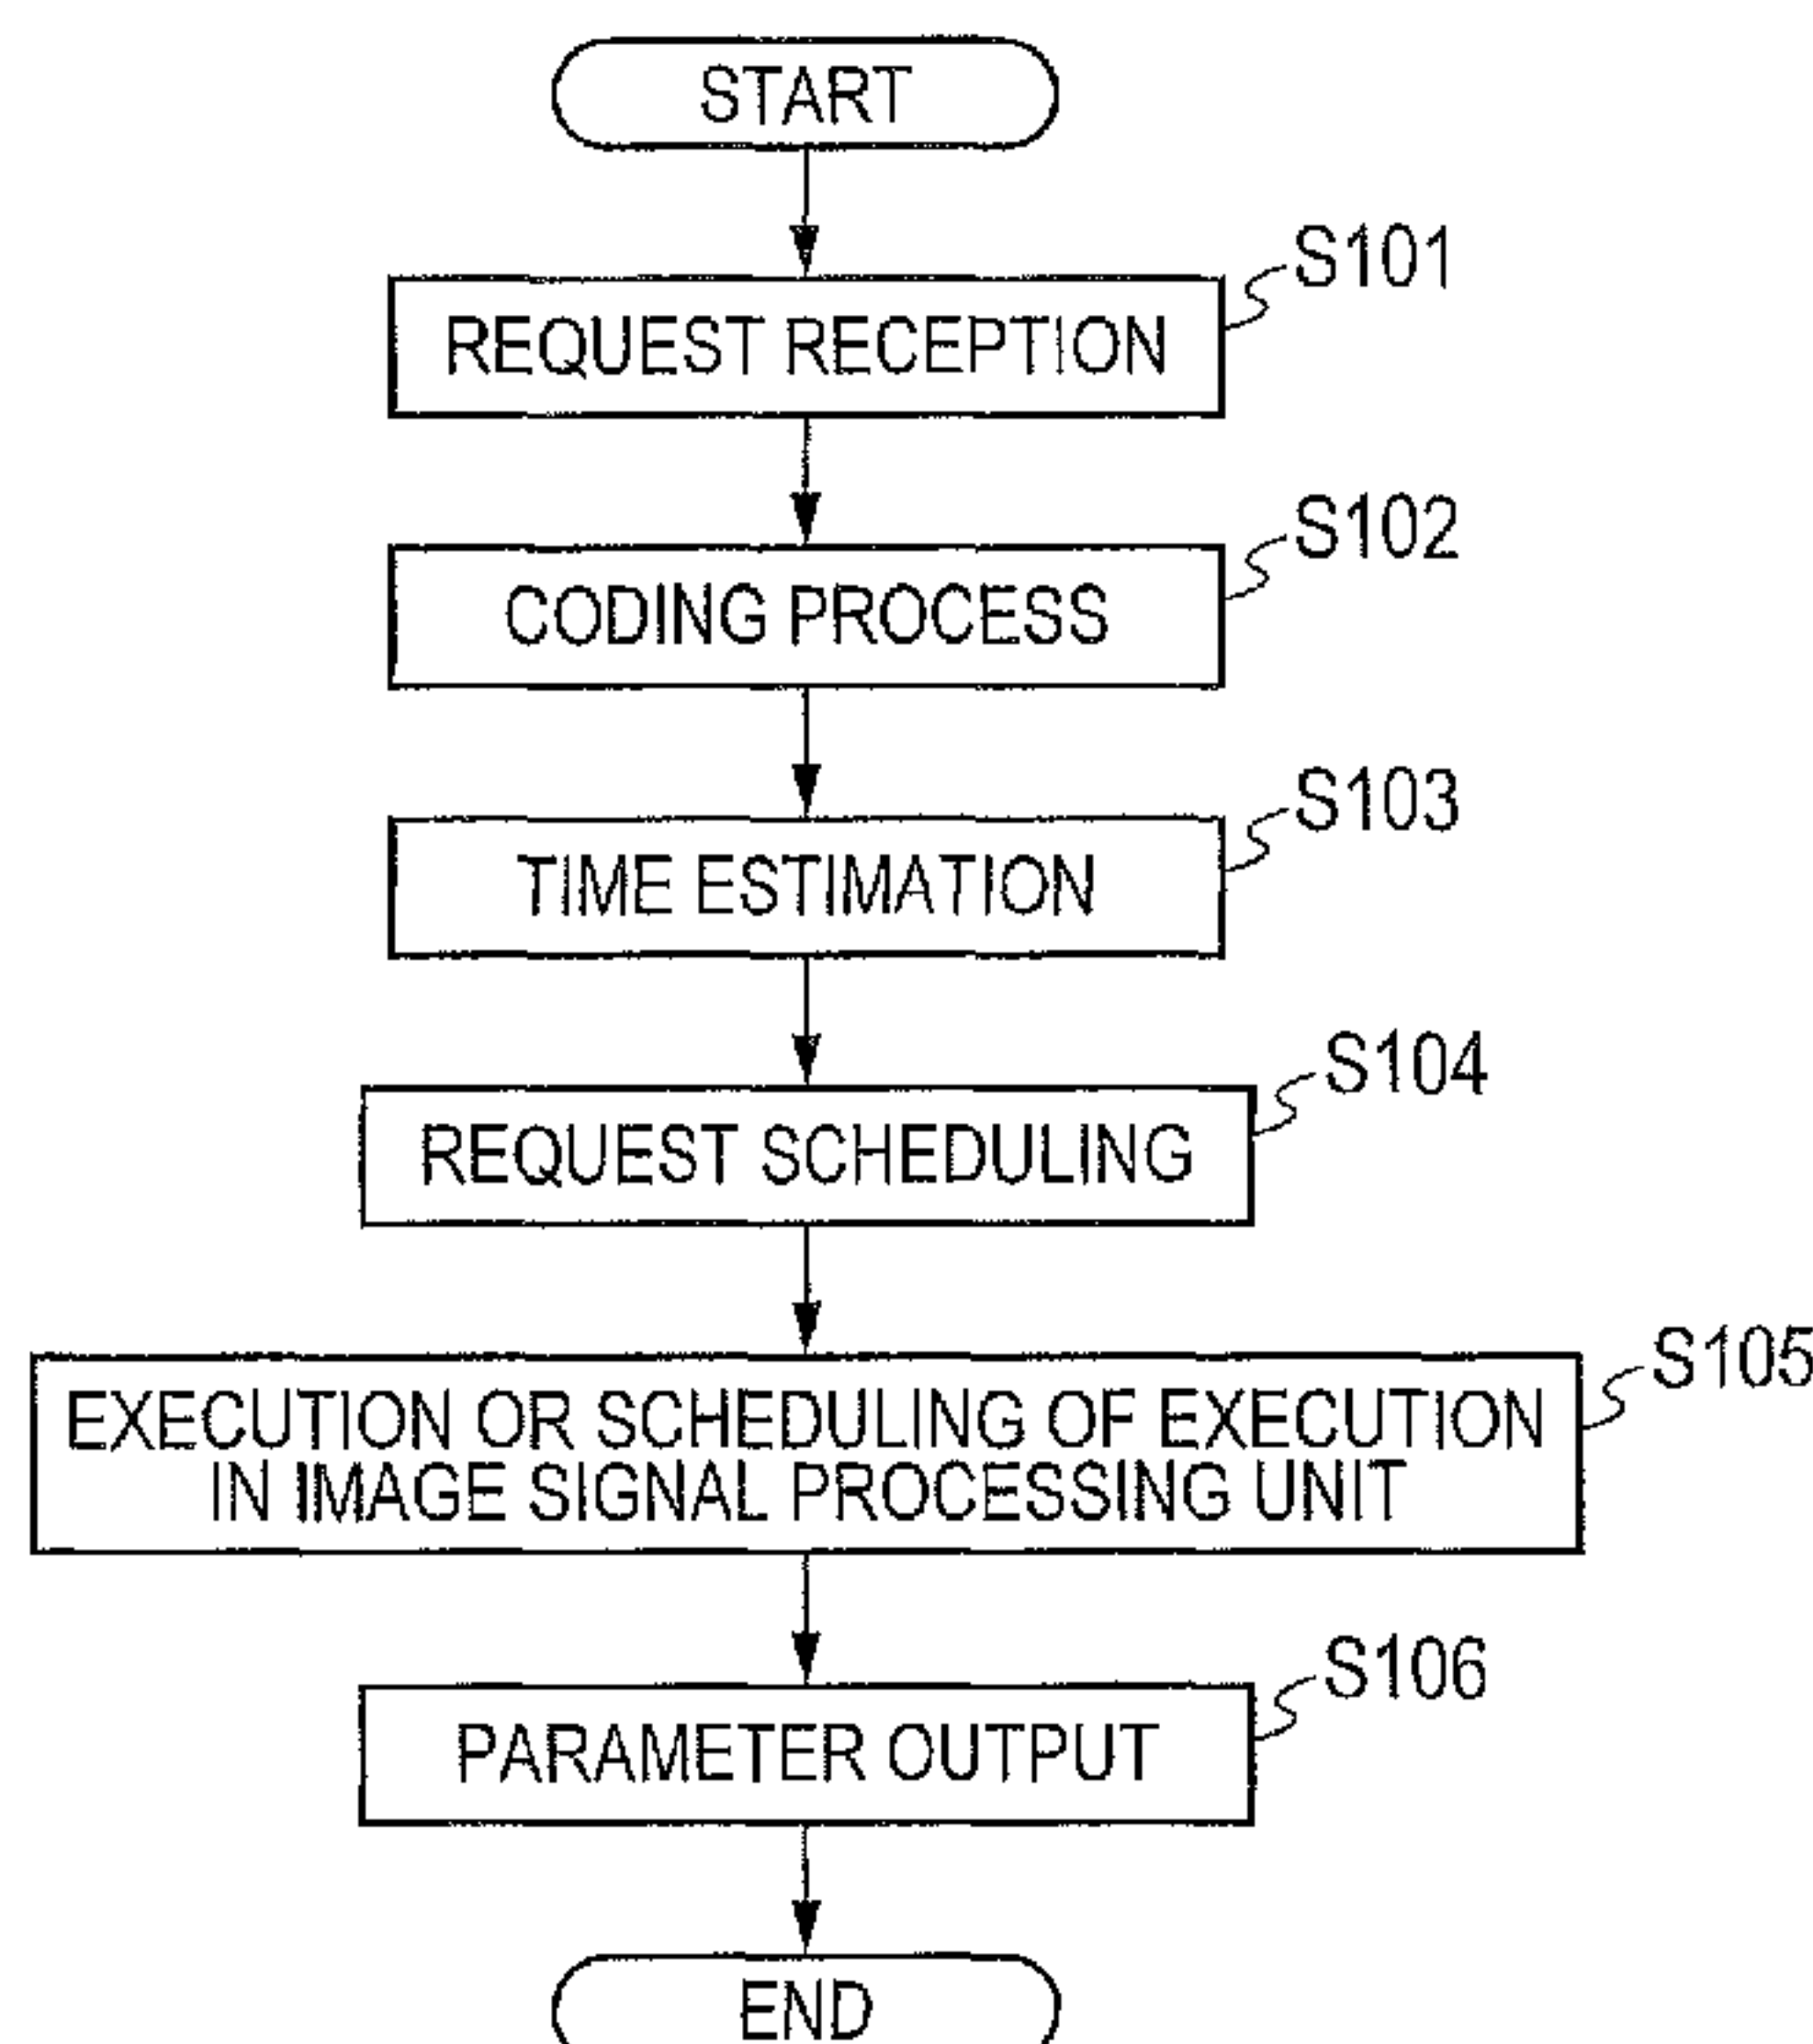 START
S101
REQUEST RECEPTION
S102
CODING PROCESS
S103
TIME ESTIMATION
S104
REQUEST SCHEDULING
S105
EXECUTION OR SCHEDULING OF EXECUTION
IN IMAGE SIGNAL PROCESSING UNIT
S106
PARAMETER OUTPUT
END